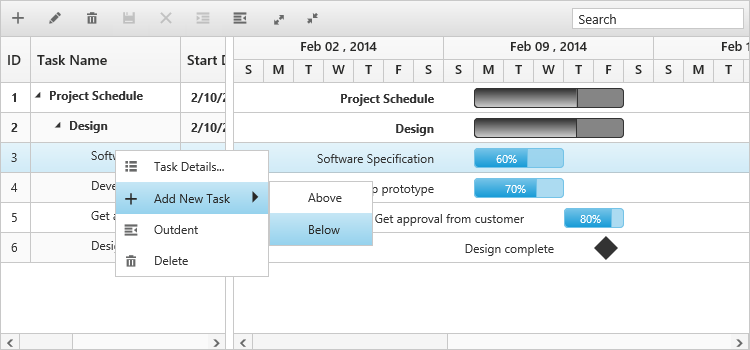 Search
Feb 02 , 2014 Feb 09 , 2014 Feb 1
ID Task Name Start D
S M T W T F S S M T W T F S S M T W
1 Project Schedule 2/10/2 Project Schedule
2 Design 2/10/2 Design
3 Softw Software Specification 60%
Task Details...
4 Deve p prototype 70%
Add New Task Above
5 Get a Get approval from customer 80%
Outdent Below
6 Desig Design complete
Delete